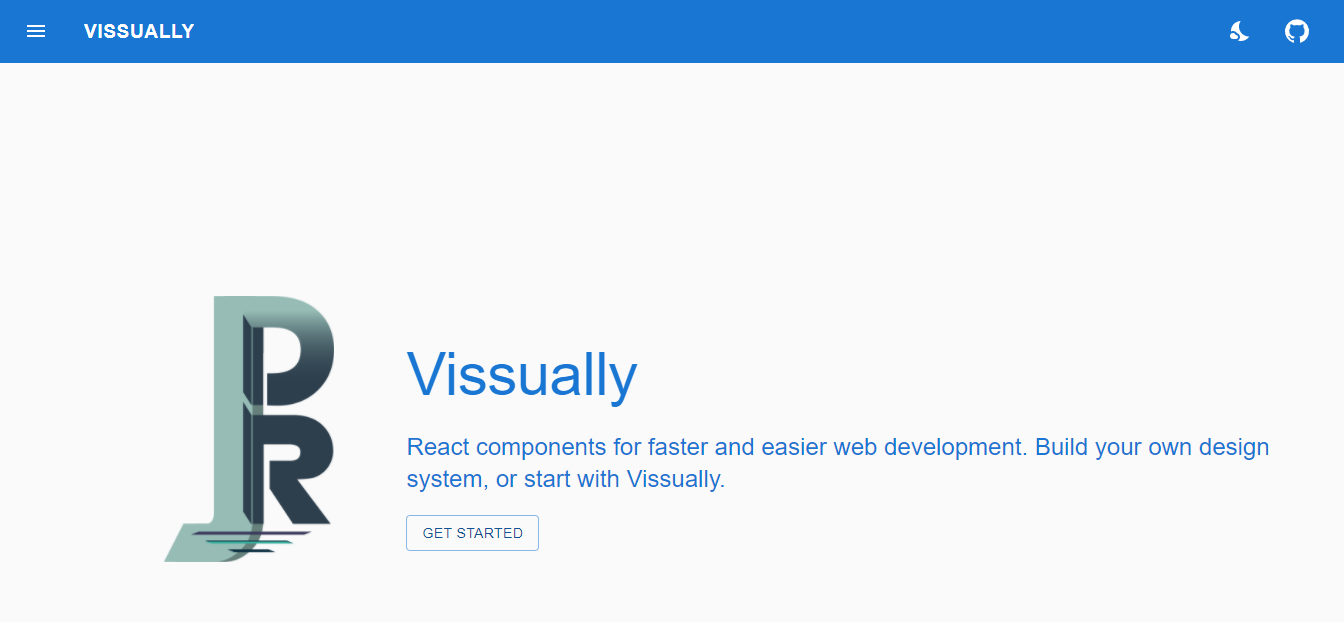 VISSUALLY
Vissually
React components for faster and easier web development. Build your own design
system, or start with Vissually.
GET STARTED